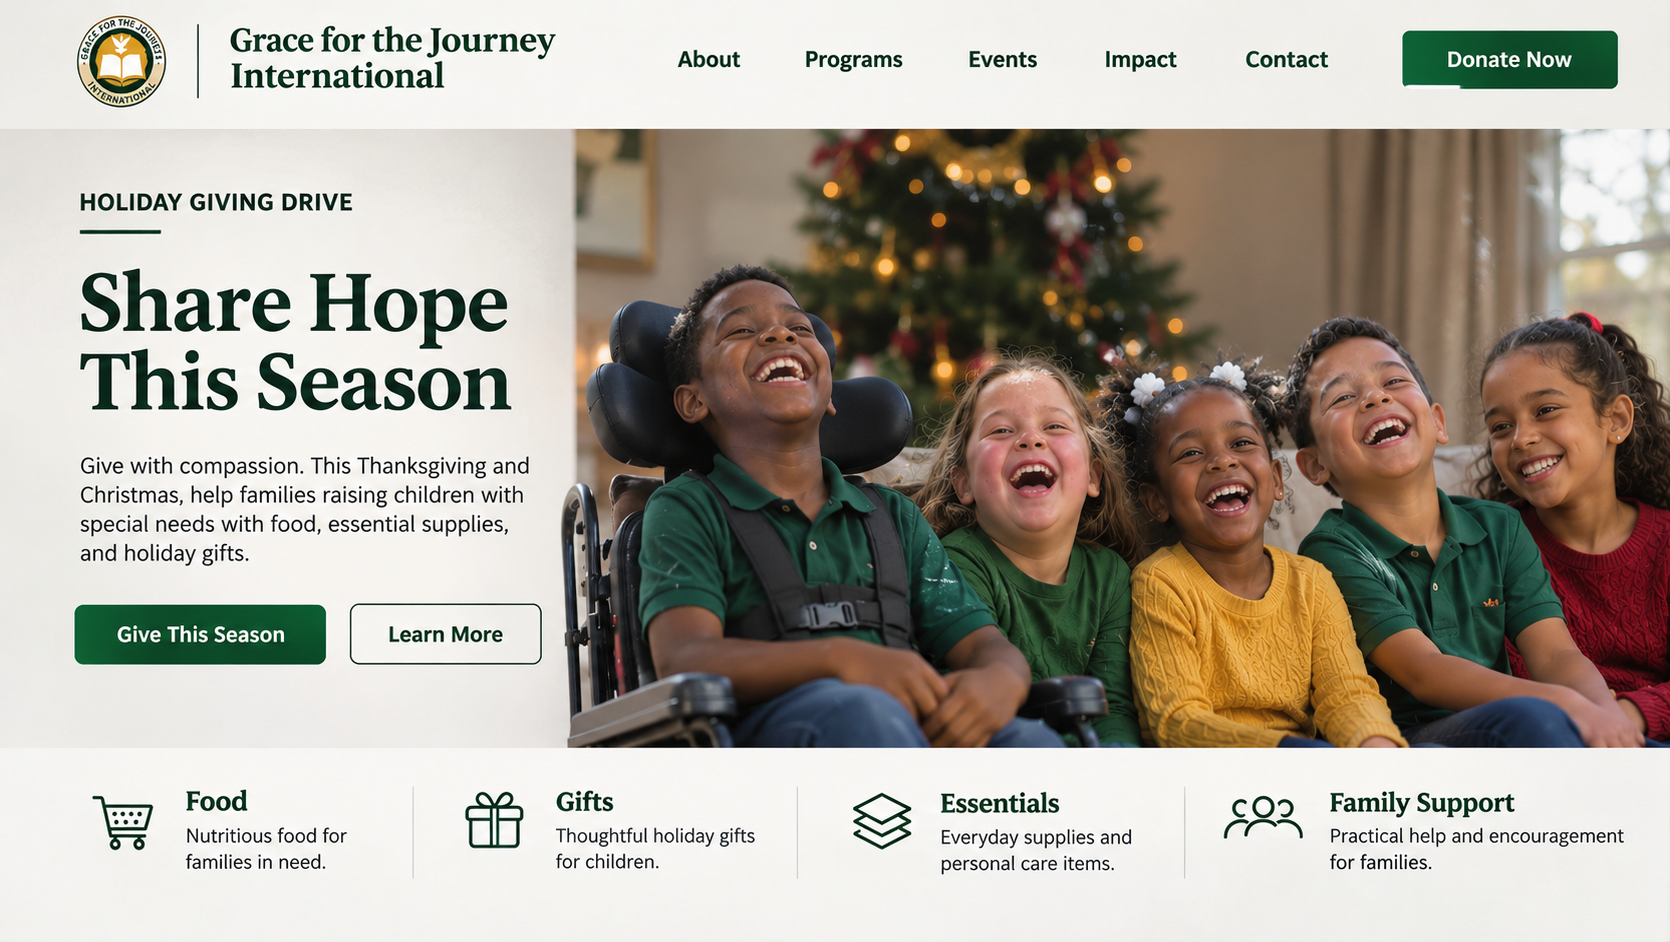 GRACE FOR THE JOURNEY
INTERNATIONAL
Grace for the Journey
International
About
Programs
Events
Impact
Contact
Donate Now
HOLIDAY GIVING DRIVE
Share Hope
This Season
Give with compassion. This Thanksgiving and
Christmas, help families raising children with
special needs with food, essential supplies,
and holiday gifts.
Give This Season
Learn More
Food
Nutritious food for
families in need.
Gifts
Thoughtful holiday gifts
for children.
Essentials
Everyday supplies and
personal care items.
Family Support
Practical help and encouragement
for families.